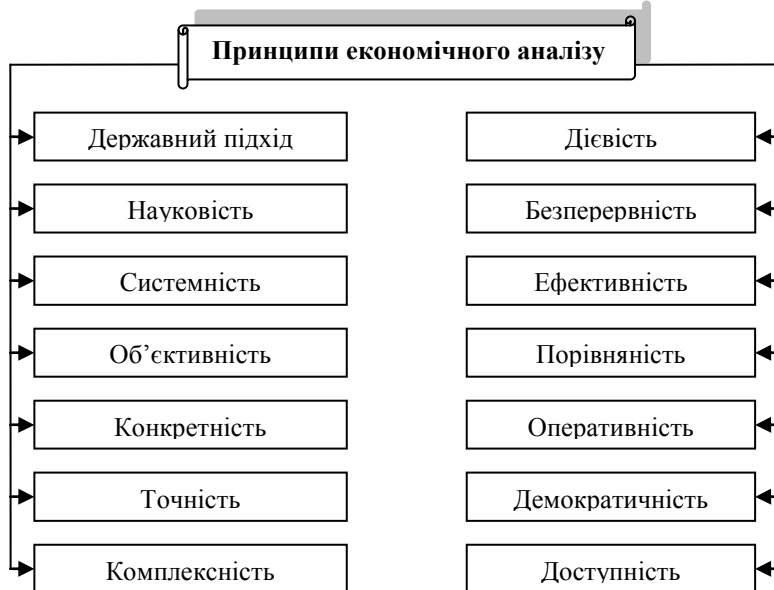 Принципи економічного аналізу
Державний підхід
Дієвість
Науковість
Безперервність
Системність
Ефективність
Об’єктивність
Порівняність
Конкретність
Оперативність
Точність
Демократичність
Комплексність
Доступність